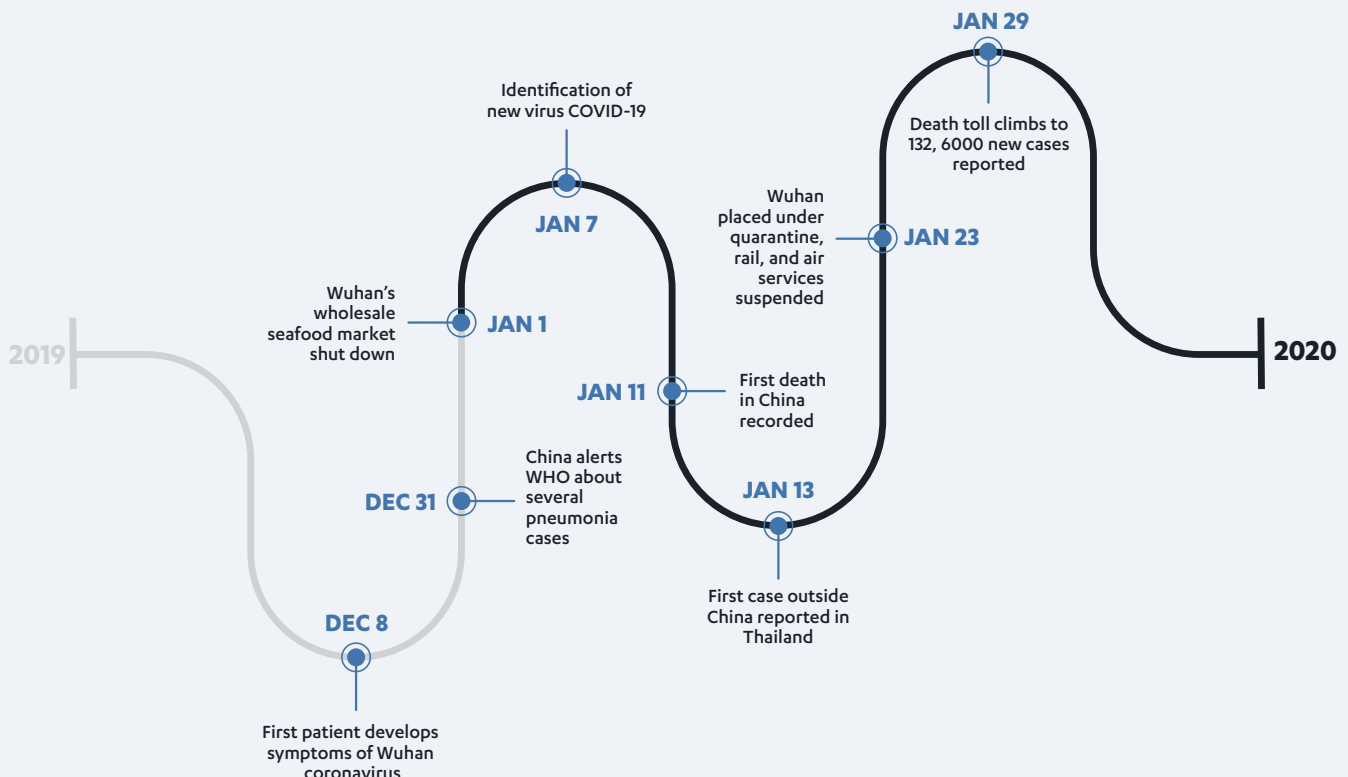 2019
DEC 8
First patient develops
symptoms of Wuhan
coronavirus
DEC 31
China alerts
WHO about
several
pneumonia
cases
Wuhan's
wholesale
seafood market
shut down
JAN 1
Identification of
new virus COVID-19
JAN 7
JAN 11
First death
in China
recorded
JAN 13
First case outside
China reported in
Thailand
Wuhan
placed under
quarantine,
rail, and air
services
suspended
JAN 23
JAN 29
Death toll climbs to
132, 6000 new cases
reported
2020